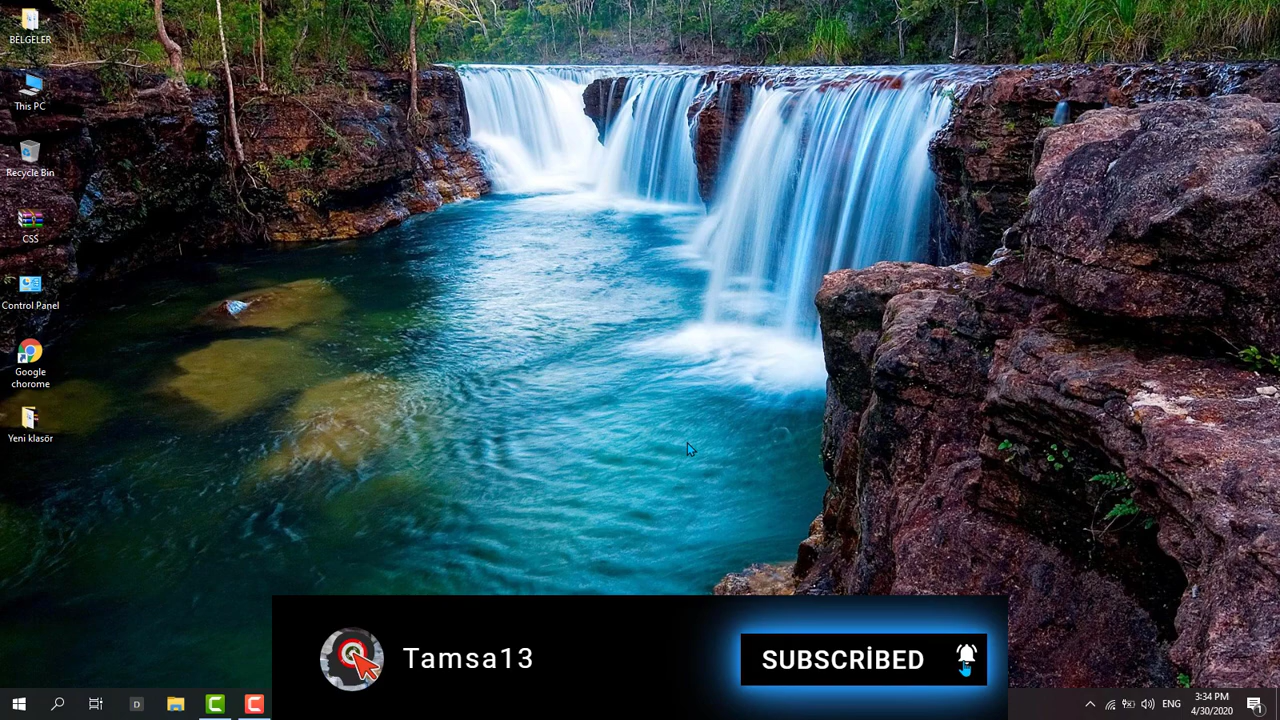 BELGELER
This PC
Recycle Bin
CSS
Control Panel
Google
chorome
Yeni klasör
Tamsa13
SUBSCRİBED
D
ENG
3:34 PM
4/30/2020
1